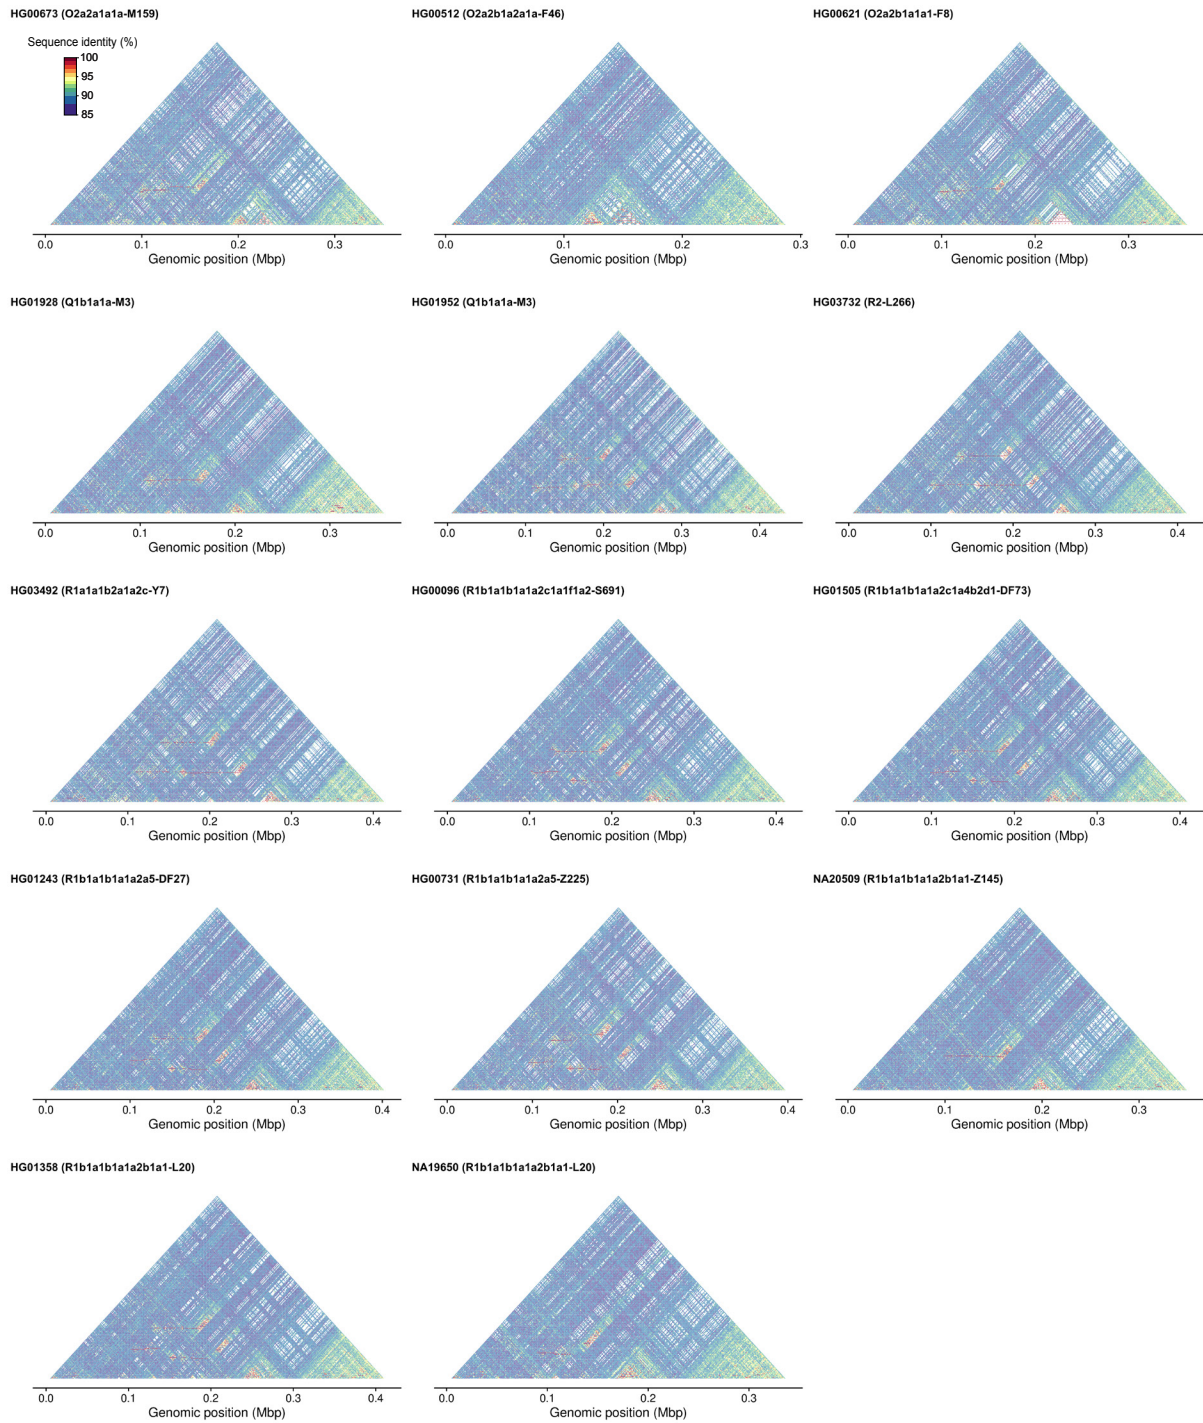 HG00673 (O2a2a1a1a-M159)
HG00512 (O2a2b1a2a1a-F46)
HG00621 (O2a2b1a1a1-F8)
Sequence identity (%)
100
95
90
85
0.0 0.1 0.2 0.3
Genomic position (Mbp)
0.0 0.1 0.2 0.3
Genomic position (Mbp)
0.0 0.1 0.2 0.3
Genomic position (Mbp)
HG01928 (Q1b1a1a-M3)
HG01952 (Q1b1a1a-M3)
HG03732 (R2-L266)
0.0 0.1 0.2 0.3
Genomic position (Mbp)
0.0 0.1 0.2 0.3 0.4
Genomic position (Mbp)
0.0 0.1 0.2 0.3 0.4
Genomic position (Mbp)
HG03492 (R1a1a1b2a1a2c-Y7)
HG00096 (R1b1a1b1a1a2c1a1f1a2-S691)
HG01505 (R1b1a1b1a1a2c1a4b2d1-DF73)
0.0 0.1 0.2 0.3 0.4
Genomic position (Mbp)
0.0 0.1 0.2 0.3 0.4
Genomic position (Mbp)
0.0 0.1 0.2 0.3 0.4
Genomic position (Mbp)
HG01243 (R1b1a1b1a1a2a5-DF27)
HG00731 (R1b1a1b1a1a2a5-Z225)
NA20509 (R1b1a1b1a1a2b1a1-Z145)
0.0 0.1 0.2 0.3 0.4
Genomic position (Mbp)
0.0 0.1 0.2 0.3 0.4
Genomic position (Mbp)
0.0 0.1 0.2 0.3
Genomic position (Mbp)
HG01358 (R1b1a1b1a1a2b1a1-L20)
NA19650 (R1b1a1b1a1a2b1a1-L20)
0.0 0.1 0.2 0.3 0.4
Genomic position (Mbp)
0.0 0.1 0.2 0.3
Genomic position (Mbp)